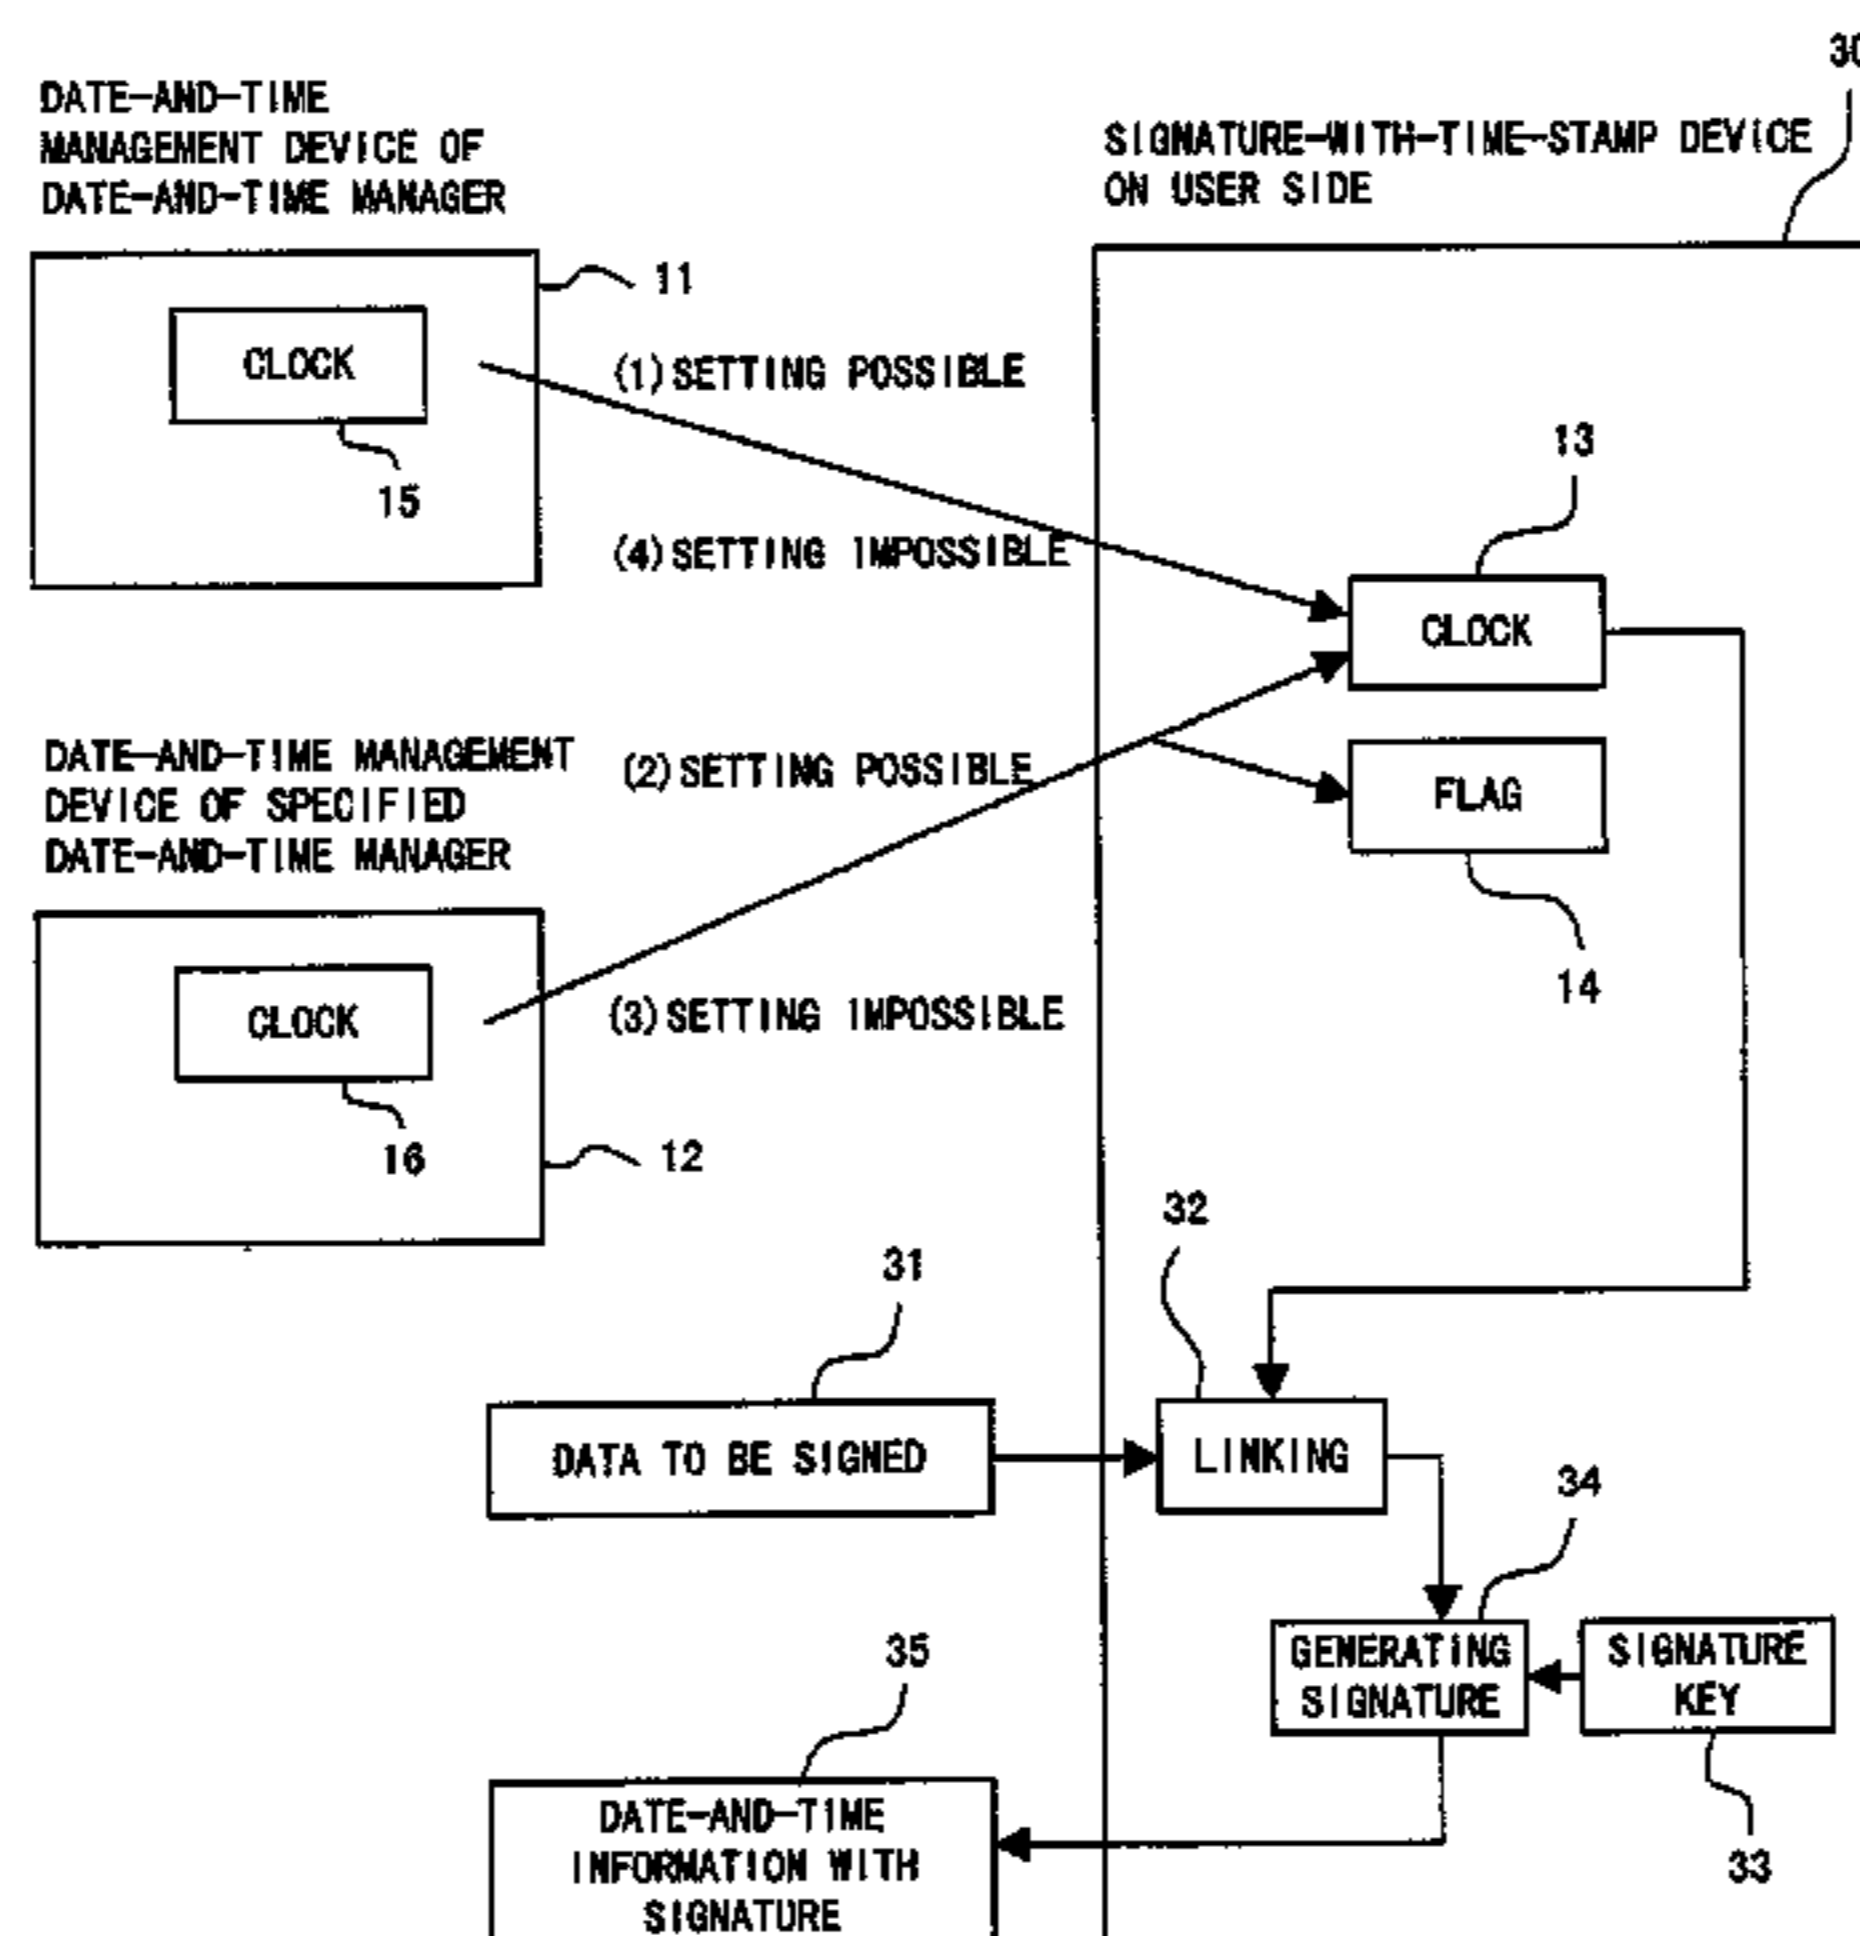 30
DATE-AND-TIME
MANAGEMENT DEVICE OF
DATE-AND-TIME MANAGER
SIGNATURE-WITH-TIME-STAMP DEVICE
ON USER SIDE
11
CLOCK
(1)SETTING POSSIBLE
15
13
(4)SETTING IMPOSSIBLE
CLOCK
DATE-AND-TIME MANAGEMENT
DEVICE OF SPECIFIED
DATE-AND-TIME MANAGER
(2)SETTING POSSIBLE
FLAG
14
CLOCK
(3)SETTING IMPOSSIBLE
16
12
32
31
DATA TO BE SIGNED
LINKING
34
GENERATING
SIGNATURE
SIGNATURE
KEY
35
DATE-AND-TIME
INFORMATION WITH
SIGNATURE
33